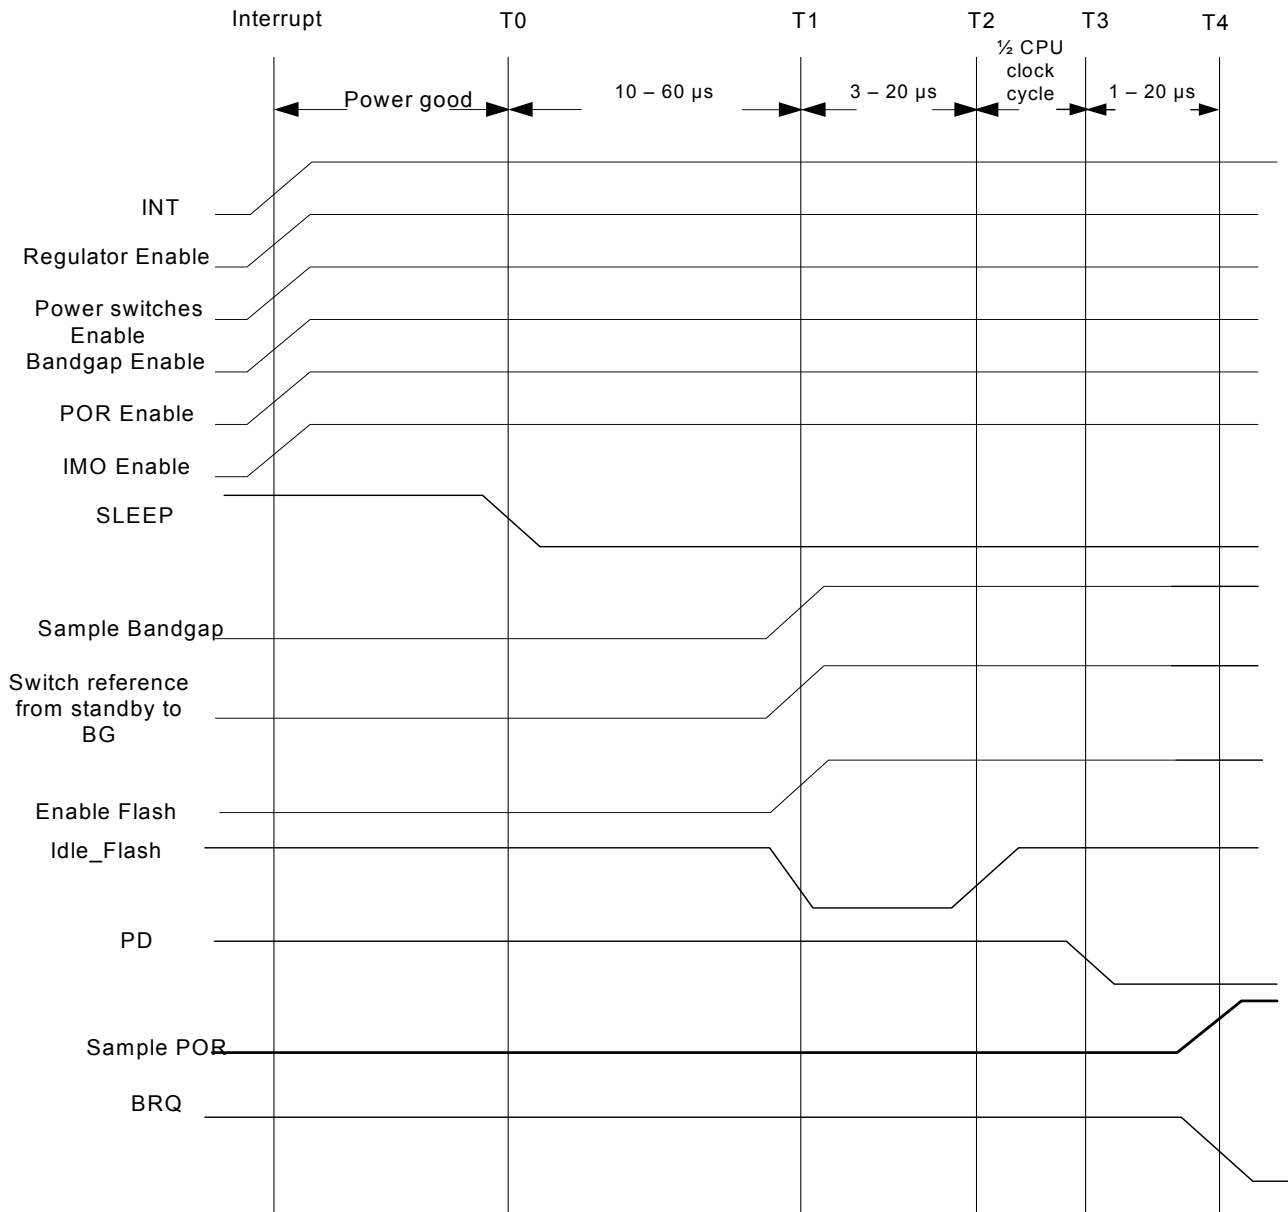 Interrupt
T0
T1
T2
T3
T4
Power good
10 – 60 µs
3 – 20 µs
½ CPU
clock
cycle
1 – 20 µs
INT
Regulator Enable
Power switches
Enable
Bandgap Enable
POR Enable
IMO Enable
SLEEP
Sample Bandgap
Switch reference
from standby to
BG
Enable Flash
Idle_Flash
PD
Sample POR
BRQ